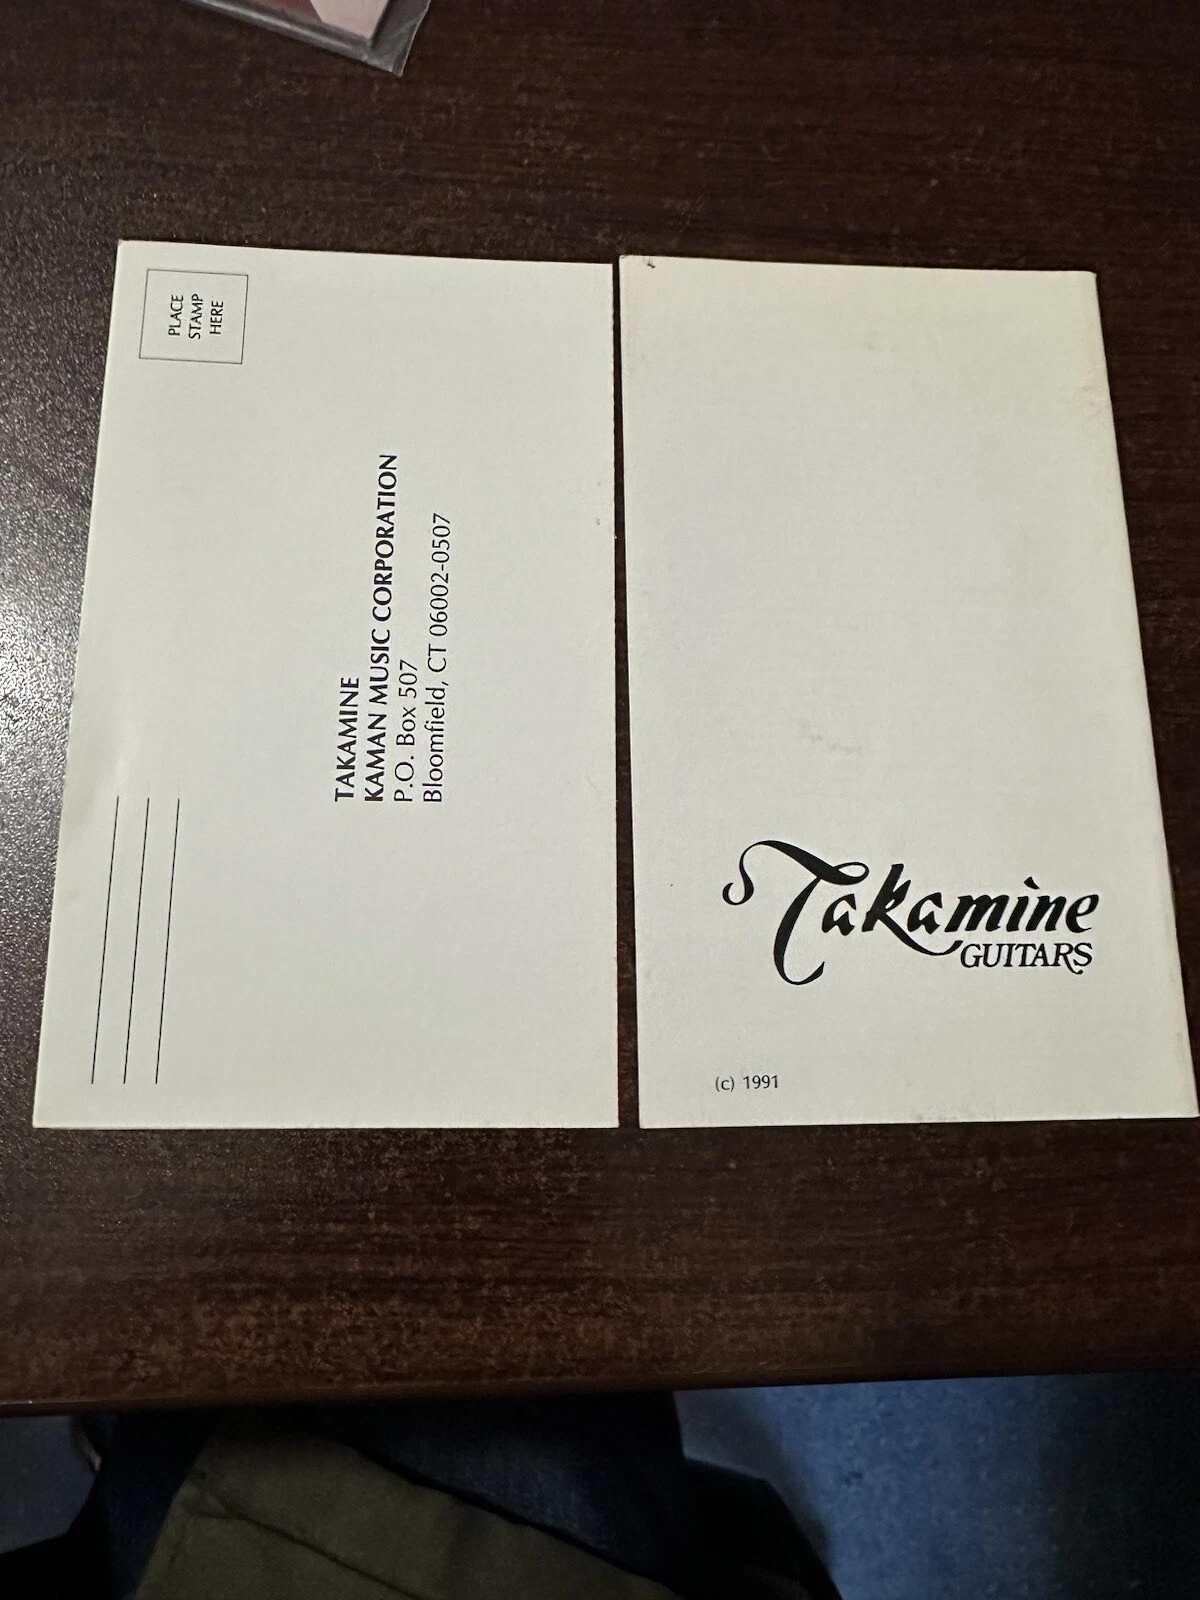 PLACE
STAMP
HERE
TAKAMINE
KAMAN MUSIC CORPORATION
P.O. Box 507
Bloomfield, CT 06002-0507
Takamine
GUITARS
(c) 1991